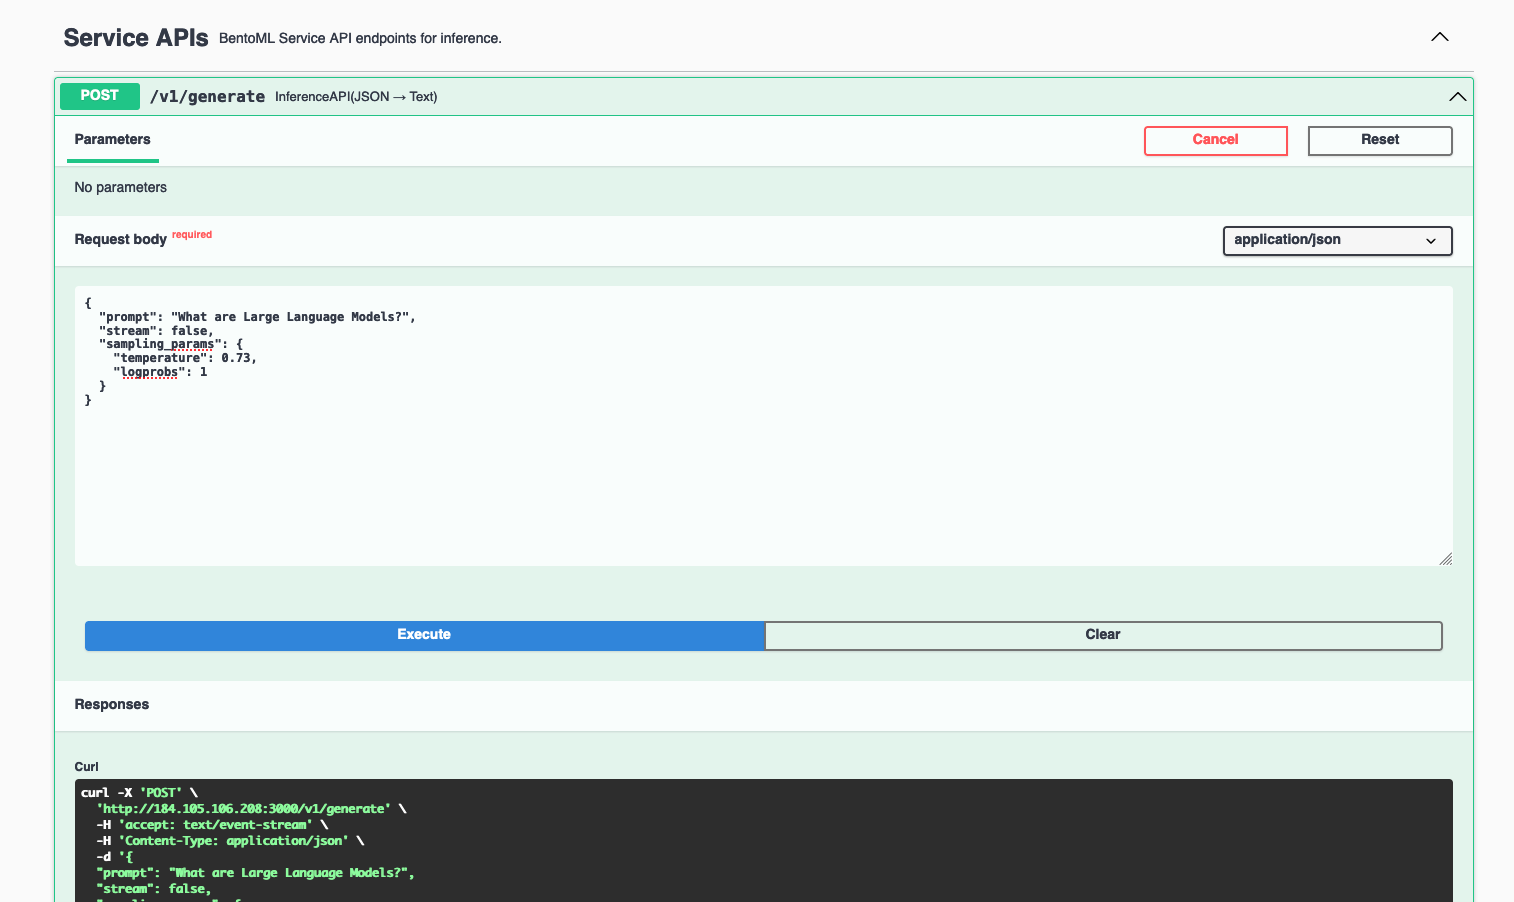 Service APIs BentoML Service API endpoints for inference.
POST /v1/generate InferenceAPI(JSON → Text)
Parameters Cancel Reset
No parameters
Request body required application/json
{
  "prompt": "What are Large Language Models?",
  "stream": false,
  "sampling_params": {
    "temperature": 0.73,
    "logprobs": 1
  }
}
Execute Clear
Responses
Curl
curl -X 'POST' \
  'http://184.105.106.208:3000/v1/generate' \
  -H 'accept: text/event-stream' \
  -H 'Content-Type: application/json' \
  -d '{
  "prompt": "What are Large Language Models?",
  "stream": false,